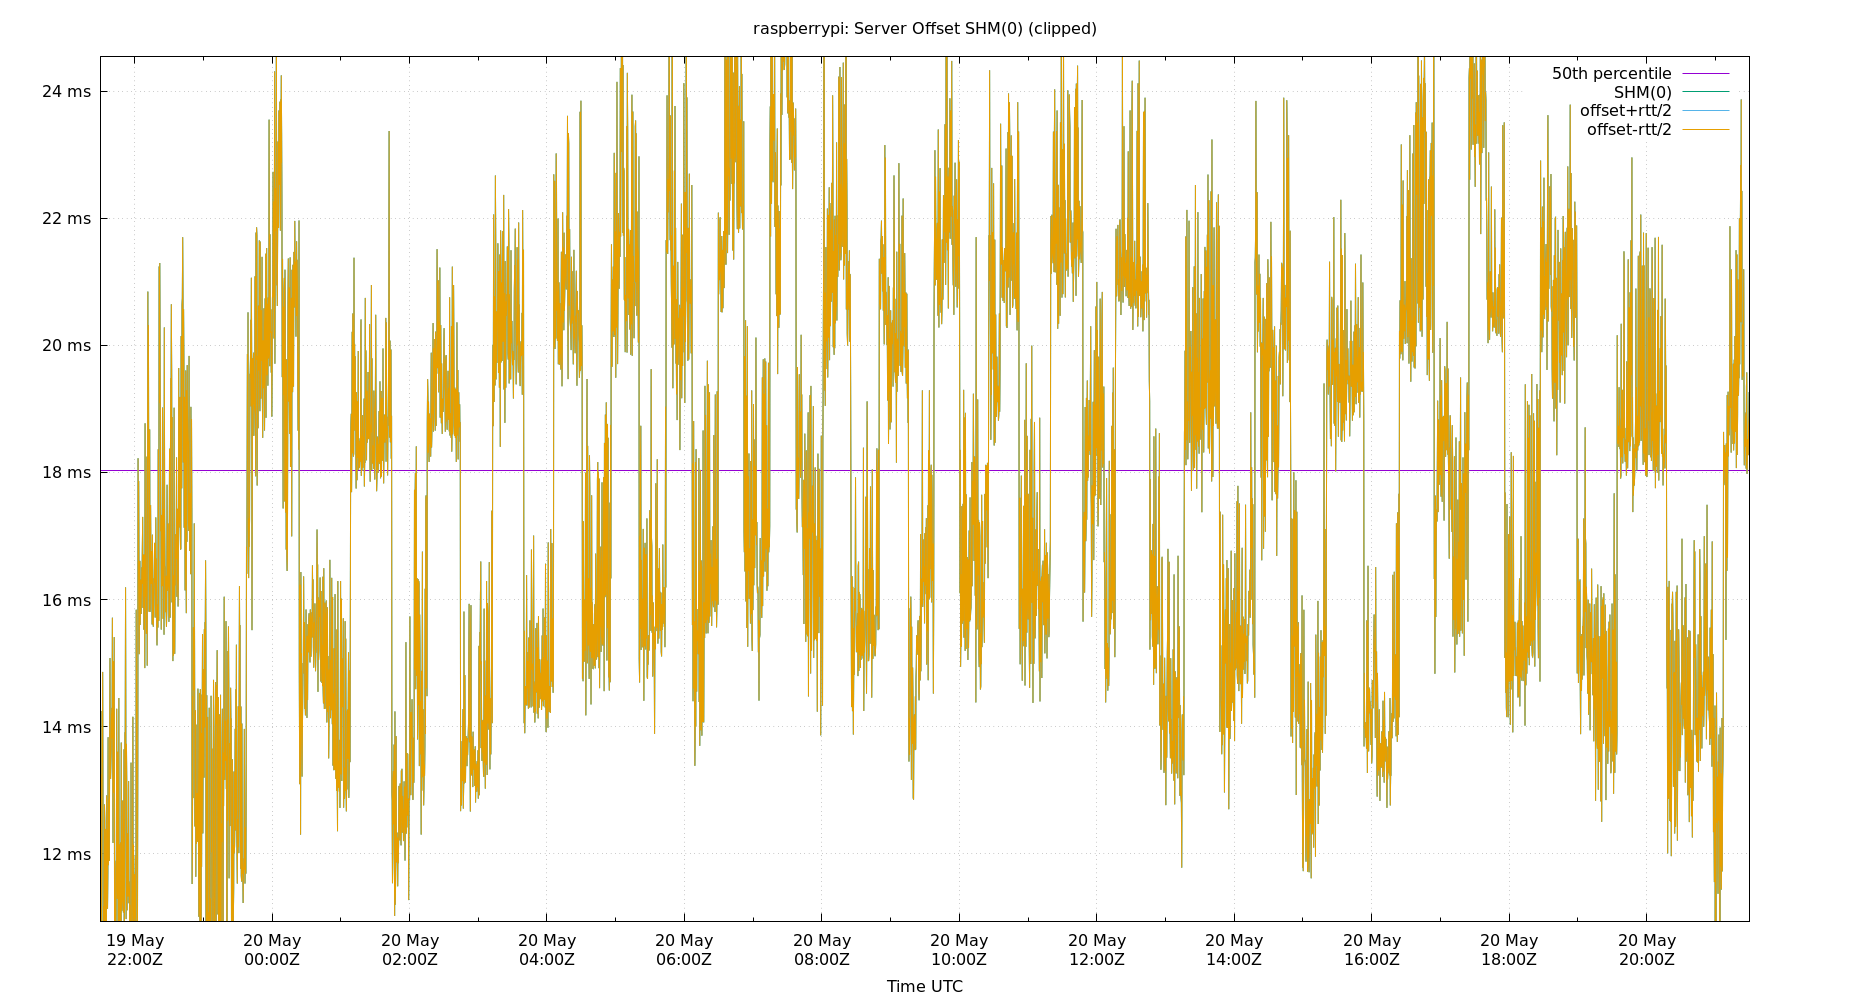 raspberrypi: Server Offset SHM(0) (clipped)
50th percentile
SHM(0)
offset+rtt/2
offset-rtt/2
24 ms
22 ms
20 ms
18 ms
16 ms
14 ms
12 ms
19 May 20 May 20 May 20 May 20 May 20 May 20 May 20 May 20 May 20 May 20 May 20 May
22:00Z 00:00Z 02:00Z 04:00Z 06:00Z 08:00Z 10:00Z 12:00Z 14:00Z 16:00Z 18:00Z 20:00Z
Time UTC